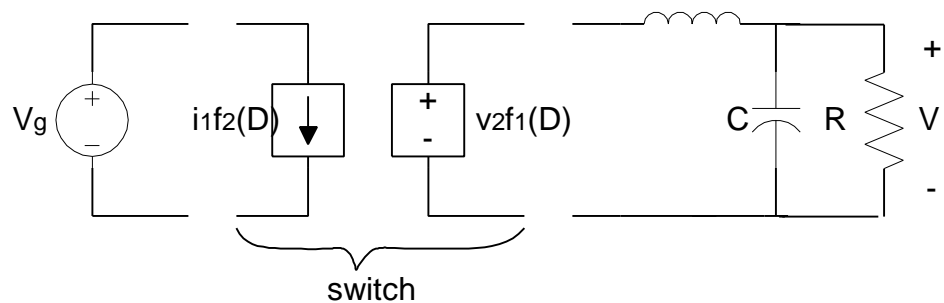 Vg
+
−
i1f2(D)
+
-
v2f1(D)
C
R
+
V
-
switch